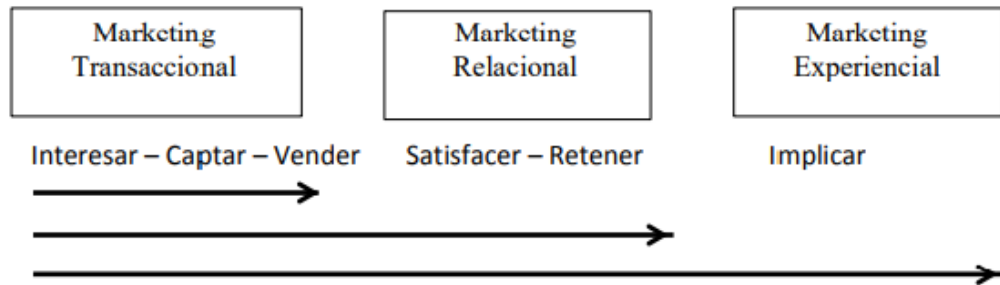 Marketing
Transaccional
Marketing
Relacional
Marketing
Experiencial
Interesar – Captar – Vender
Satisfacer – Retener
Implicar